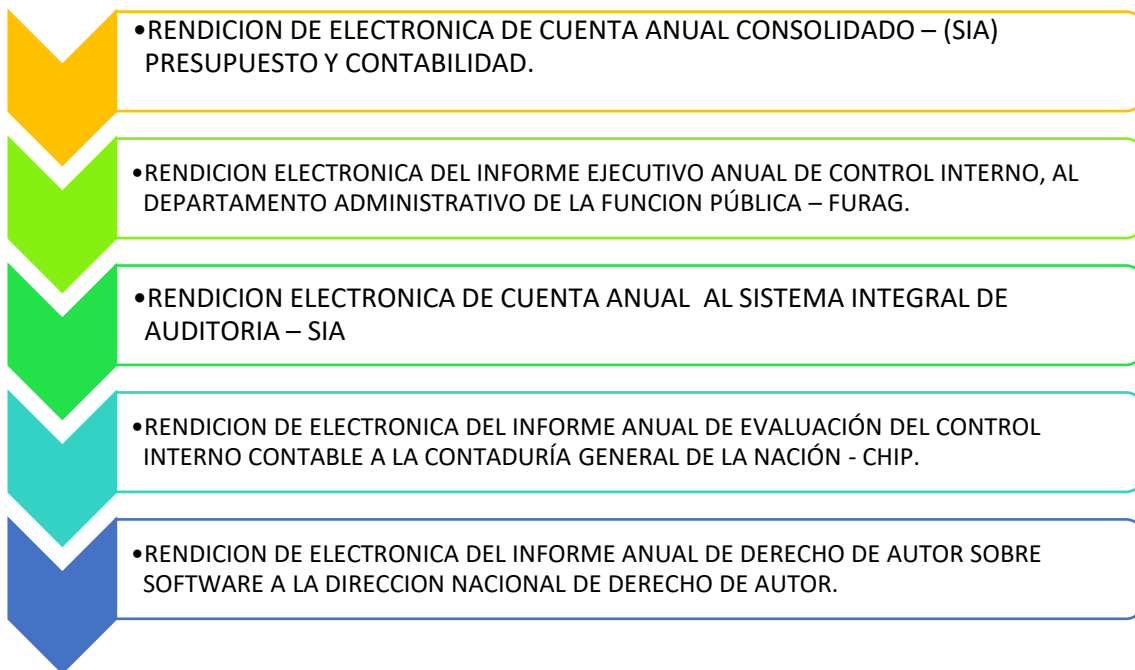 •RENDICION DE ELECTRONICA DE CUENTA ANUAL CONSOLIDADO – (SIA)
PRESUPUESTO Y CONTABILIDAD.
•RENDICION ELECTRONICA DEL INFORME EJECUTIVO ANUAL DE CONTROL INTERNO, AL
DEPARTAMENTO ADMINISTRATIVO DE LA FUNCION PÚBLICA – FURAG.
•RENDICION ELECTRONICA DE CUENTA ANUAL AL SISTEMA INTEGRAL DE
AUDITORIA – SIA
•RENDICION DE ELECTRONICA DEL INFORME ANUAL DE EVALUACIÓN DEL CONTROL
INTERNO CONTABLE A LA CONTADURÍA GENERAL DE LA NACIÓN - CHIP.
•RENDICION DE ELECTRONICA DEL INFORME ANUAL DE DERECHO DE AUTOR SOBRE
SOFTWARE A LA DIRECCION NACIONAL DE DERECHO DE AUTOR.